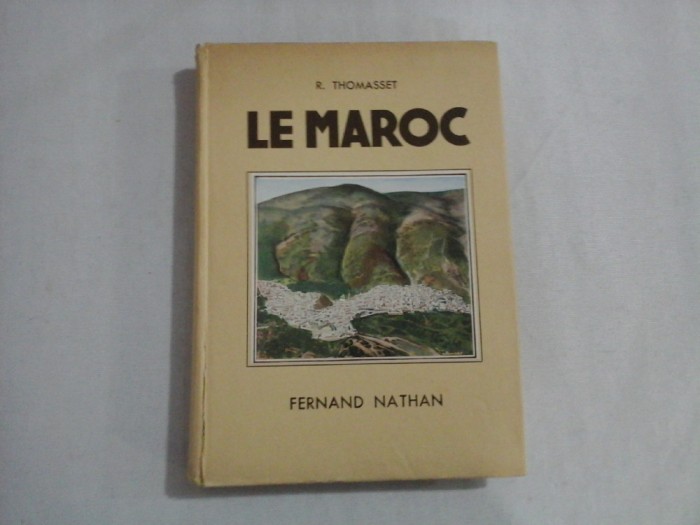 R. THOMASSET
LE MAROC
FERNAND NATHAN